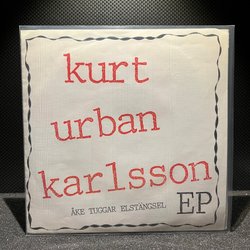 kurt
urban
karlsson
ÅKE TUGGAR ELSTÄNGSEL EP